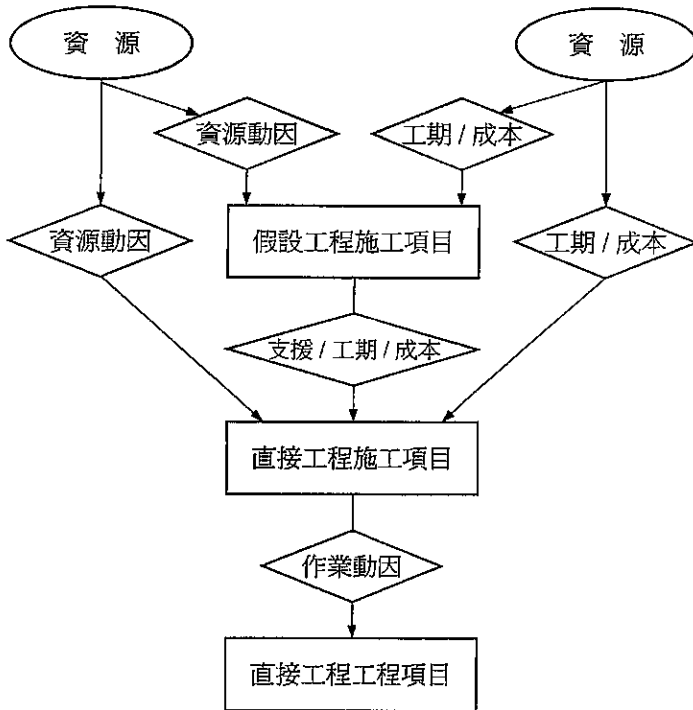 資 源
資 源
資源動因
工期 / 成本
資源動因
假設工程施工項目
工期 / 成本
支援 / 工期 / 成本
直接工程施工項目
作業動因
直接工程工程項目